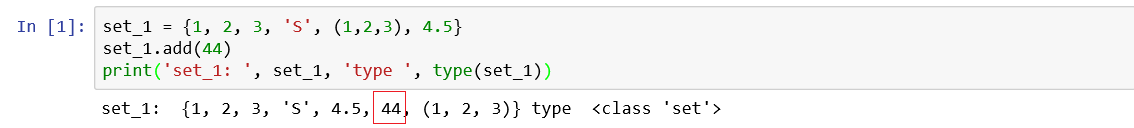 In [1]: set_1 = {1, 2, 3, 'S', (1,2,3), 4.5}
set_1.add(44)
print('set_1: ', set_1, 'type ', type(set_1))
set_1:  {1, 2, 3, 'S', 4.5, 44, (1, 2, 3)} type  <class 'set'>